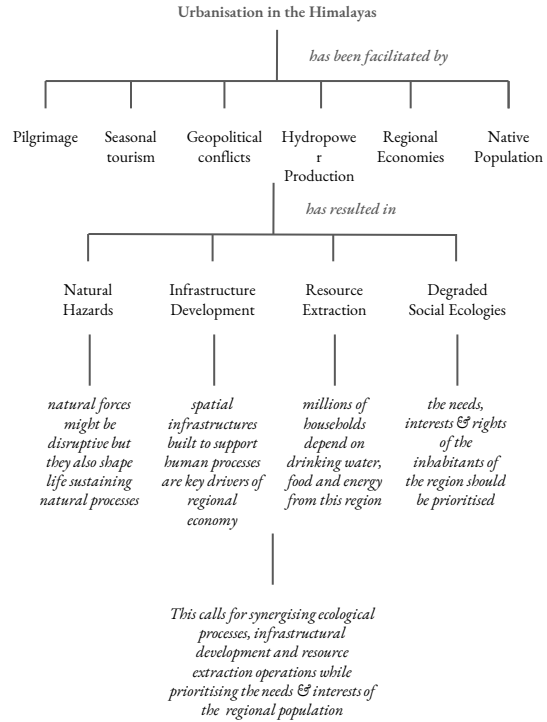 Urbanisation in the Himalayas
has been facilitated by
Pilgrimage
Seasonal
tourism
Geopolitical
conflicts
Hydropowe
r
Production
Regional
Economies
Native
Population
has resulted in
Natural
Hazards
Infrastructure
Development
Resource
Extraction
Degraded
Social Ecologies
natural forces
might be
disruptive but
they also shape
life sustaining
natural processes
spatial
infrastructures
built to support
human processes
are key drivers of
regional
economy
millions of
households
depend on
drinking water,
food and energy
from this region
the needs,
interests & rights
of the
inhabitants of
the region should
be prioritised
This calls for synergising ecological
processes, infrastructural
development and resource
extraction operations while
prioritising the needs & interests of
the regional population